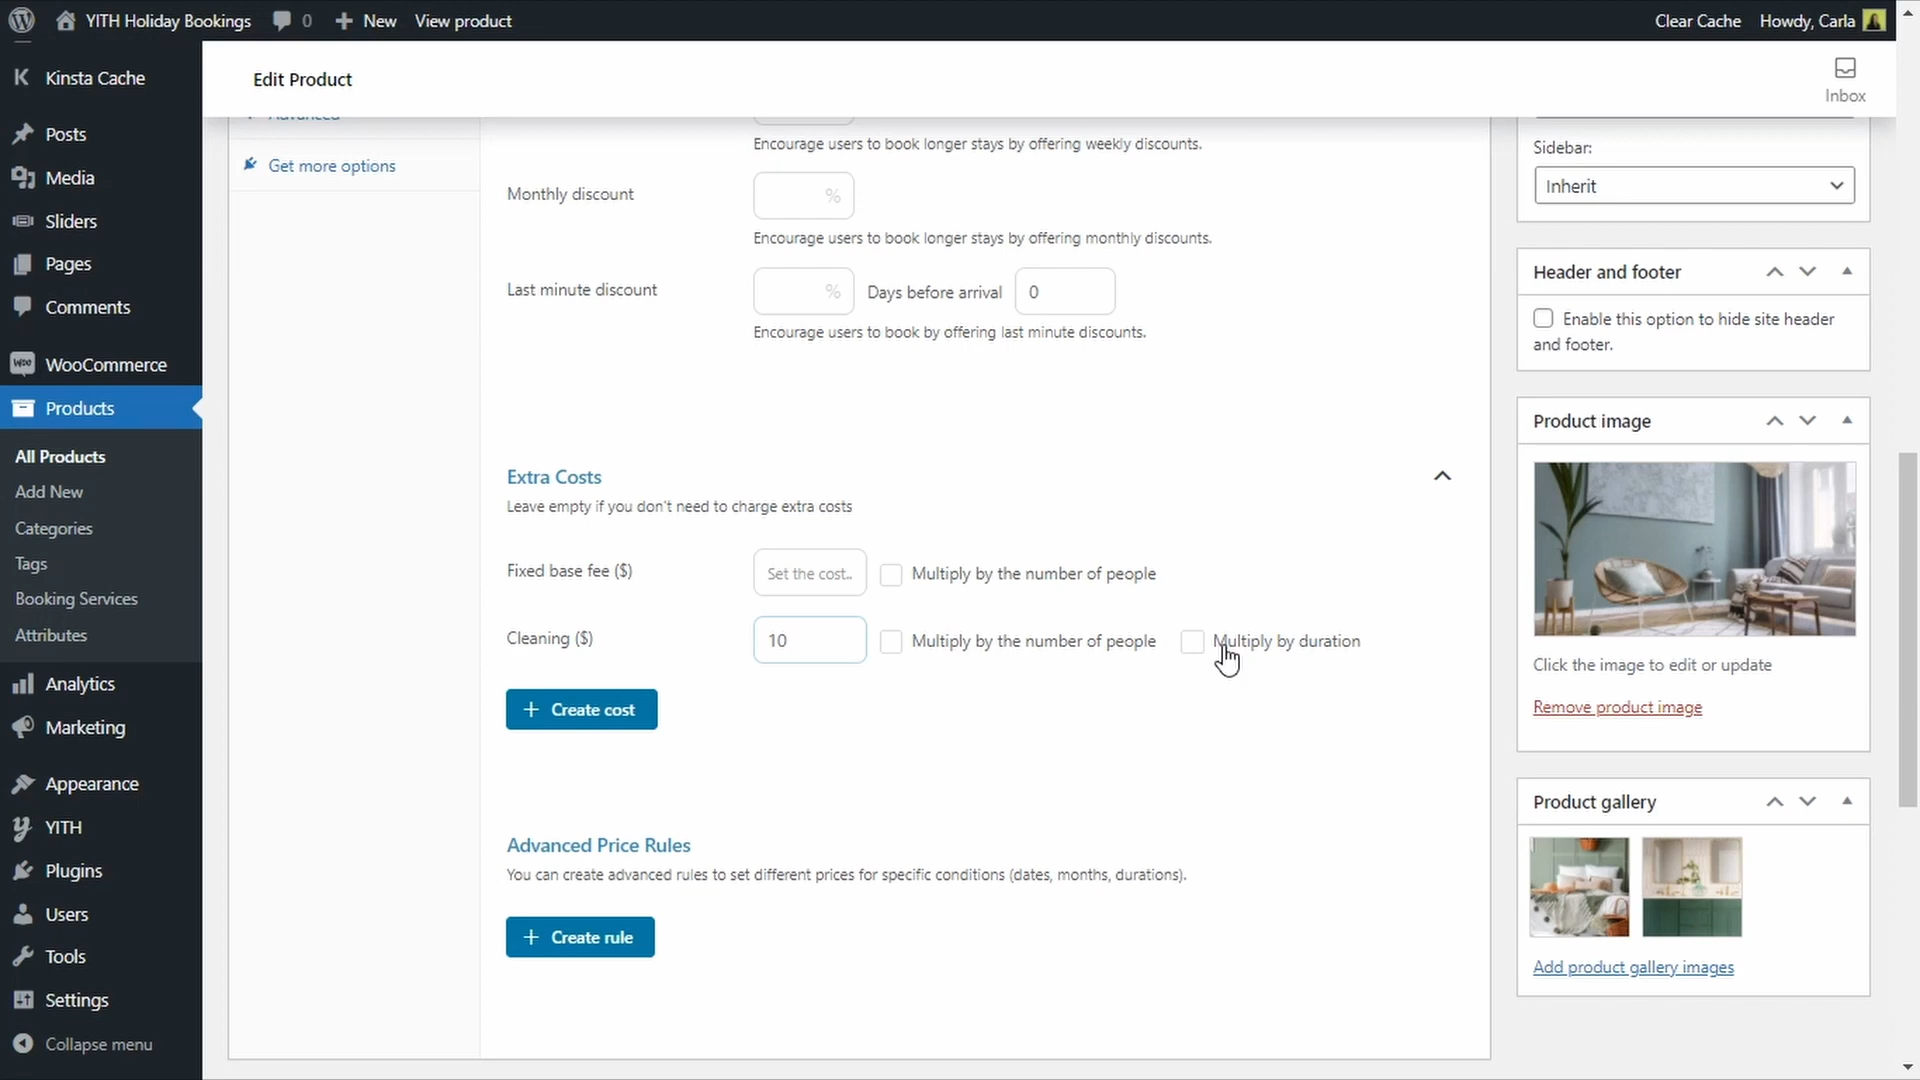 YITH Holiday Bookings
0
New
View product
Clear Cache
Howdy, Carla
Kinsta Cache
Posts
Media
Sliders
Pages
Comments
WooCommerce
Products
All Products
Add New
Categories
Tags
Booking Services
Attributes
Analytics
Marketing
Appearance
YITH
Plugins
Users
Tools
Settings
Collapse menu
Edit Product
Inbox
Advanced
Get more options
Encourage users to book longer stays by offering weekly discounts.
Monthly discount
%
Encourage users to book longer stays by offering monthly discounts.
Last minute discount
% Days before arrival 0
Encourage users to book by offering last minute discounts.
Extra Costs
Leave empty if you don't need to charge extra costs
Fixed base fee ($)
Set the cost..
Multiply by the number of people
Cleaning ($)
10
Multiply by the number of people
Multiply by duration
+ Create cost
Advanced Price Rules
You can create advanced rules to set different prices for specific conditions (dates, months, durations).
+ Create rule
Sidebar:
Inherit
Header and footer
Enable this option to hide site header
and footer.
Product image
Click the image to edit or update
Remove product image
Product gallery
Add product gallery images